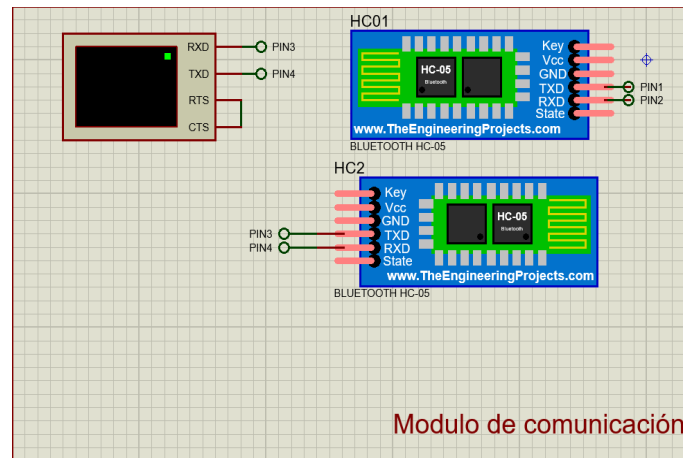 HC01
RXD
PIN3
TXD
PIN4
RTS
CTS
HC-05
Bluetooth
Key
Vcc
GND
TXD
PIN1
RXD
PIN2
State
www.TheEngineeringProjects.com
BLUETOOTH HC-05
HC2
Key
Vcc
GND
PIN3
TXD
PIN4
RXD
State
HC-05
Bluetooth
www.TheEngineeringProjects.com
BLUETOOTH HC-05
Modulo de comunicación